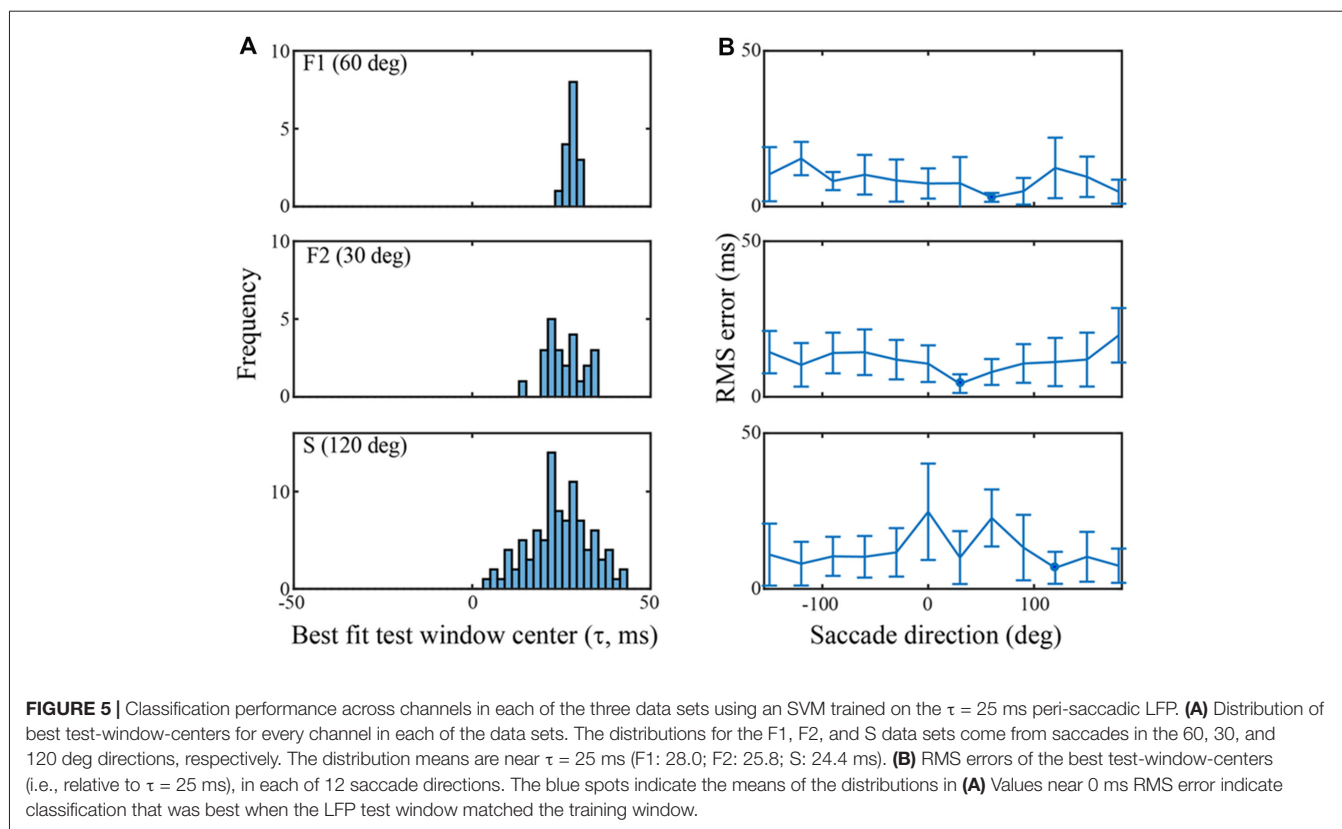 A
B
10
5
0
F1 (60 deg)
50
0
10
5
0
F2 (30 deg)
50
0
Frequency
RMS error (ms)
10
0
S (120 deg)
50
0
-50 0 50
-100 0 100
Best fit test window center (τ, ms)
Saccade direction (deg)
FIGURE 5 | Classification performance across channels in each of the three data sets using an SVM trained on the τ = 25 ms peri-saccadic LFP. (A) Distribution of
best test-window-centers for every channel in each of the data sets. The distributions for the F1, F2, and S data sets come from saccades in the 60, 30, and
120 deg directions, respectively. The distribution means are near τ = 25 ms (F1: 28.0; F2: 25.8; S: 24.4 ms). (B) RMS errors of the best test-window-centers
(i.e., relative to τ = 25 ms), in each of 12 saccade directions. The blue spots indicate the means of the distributions in (A) Values near 0 ms RMS error indicate
classification that was best when the LFP test window matched the training window.